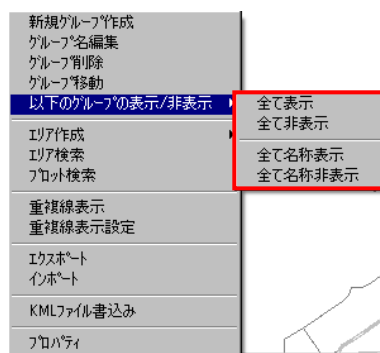 新規ｸﾞﾙｰﾌﾟ作成
ｸﾞﾙｰﾌﾟ名編集
ｸﾞﾙｰﾌﾟ削除
ｸﾞﾙｰﾌﾟ移動
以下のｸﾞﾙｰﾌﾟの表示/非表示
全て表示
全て非表示
全て名称表示
全て名称非表示
ｴﾘｱ作成
ｴﾘｱ検索
ﾌﾟﾛｯﾄ検索
重複線表示
重複線表示設定
ｴｸｽﾎﾟｰﾄ
ｲﾝﾎﾟｰﾄ
KMLﾌｧｲﾙ書込み
ﾌﾟﾛﾊﾟﾃｨ